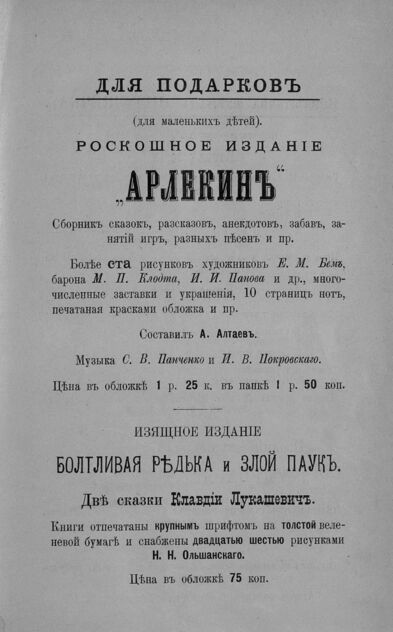 ДЛЯ ПОДАРКОВЪ
(для маленькихъ дѣтей).
РОСКОШНОЕ ИЗДАНІЕ
„АРЛЕКИНЪ“
Сборникъ сказокъ, разсказовъ, анекдотовъ, забавъ, за-
нятій игръ, разныхъ пѣсенъ и пр.
Болѣе ста рисунковъ художниковъ Е. М. Бемъ,
барона М. П. Клодта, И. И. Панова и др., много-
численные заставки и украшенія, 10 страницъ нотъ,
печатаная красками обложка и пр.
Составилъ А. Алтаевъ.
Музыка С. В. Панченко и И. В. Покровскаго.
Цѣна въ обложкѣ 1 р. 25 к. въ папкѣ 1 р. 50 коп.
ИЗЯЩНОЕ ИЗДАНІЕ
БОЛТЛИВАЯ РѢДЬКА и ЗЛОЙ ПАУКЪ.
Двѣ сказки Клавдіи Лукашевичъ.
Книги отпечатаны крупнымъ шрифтомъ на толстой веле-
невой бумагѣ и снабжены двадцатью шестью рисунками
Н. Н. Ольшанскаго.
Цѣна въ обложкѣ 75 коп.